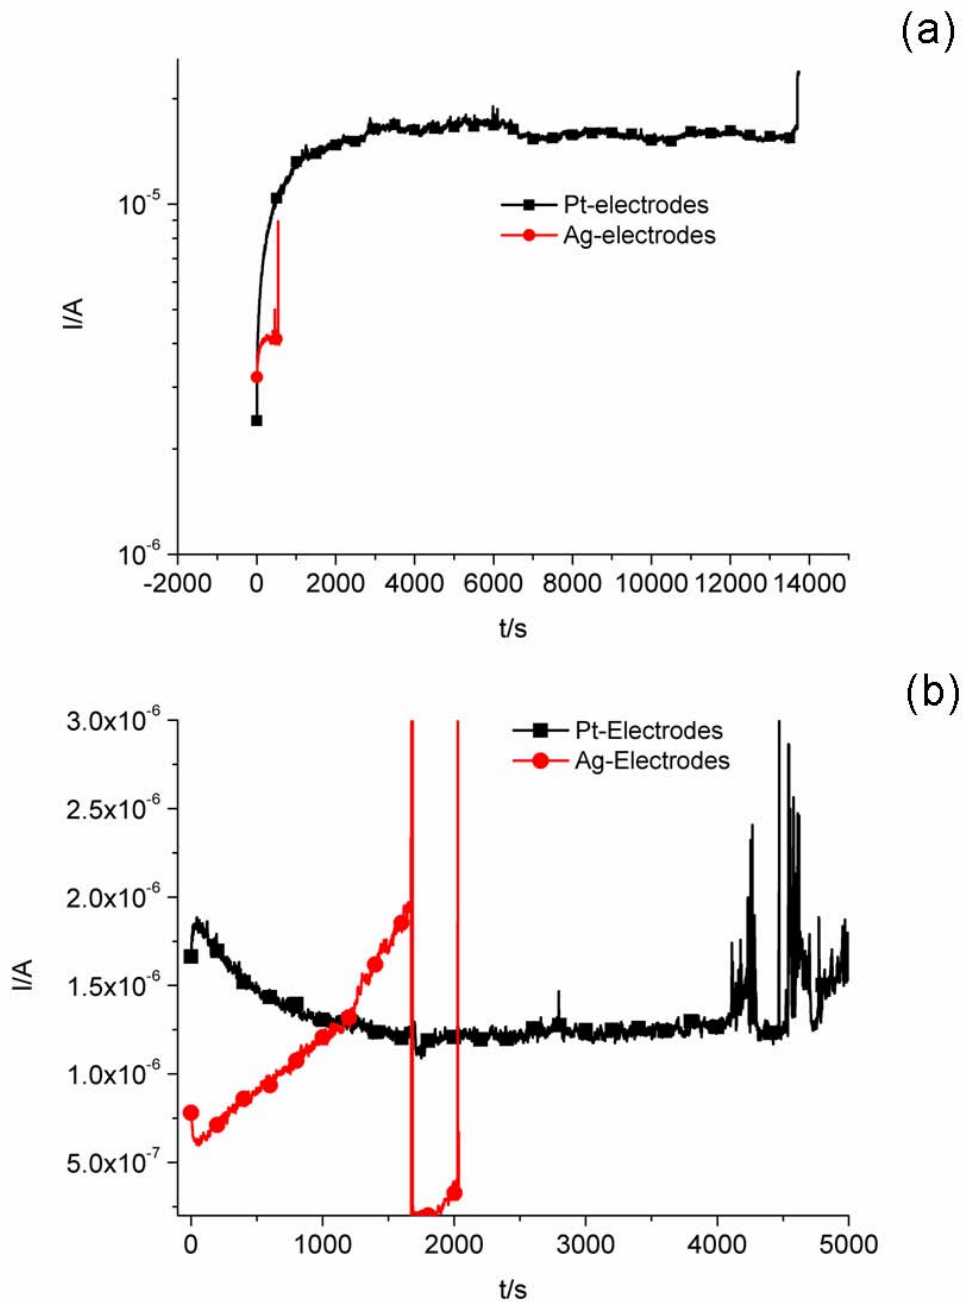 (a)
10^-5
10^-6
I/A
Pt-electrodes
Ag-electrodes
-2000 0 2000 4000 6000 8000 10000 12000 14000
t/s
(b)
3.0x10^-6
2.5x10^-6
2.0x10^-6
1.5x10^-6
1.0x10^-6
5.0x10^-7
I/A
Pt-Electrodes
Ag-Electrodes
0 1000 2000 3000 4000 5000
t/s